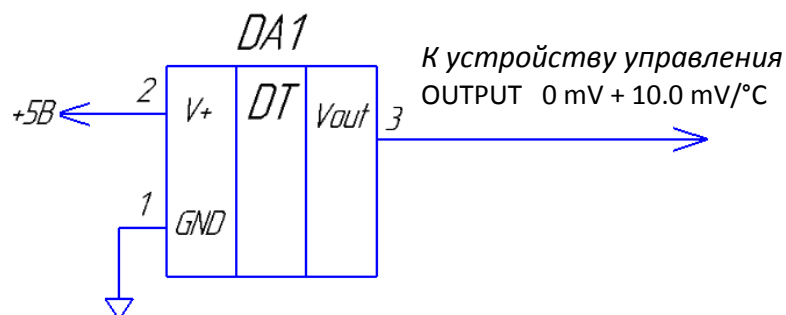 DA1
К устройству управления
OUTPUT 0 mV + 10.0 mV/°C
+5В
2
V+
DT
Vout
3
1
GND